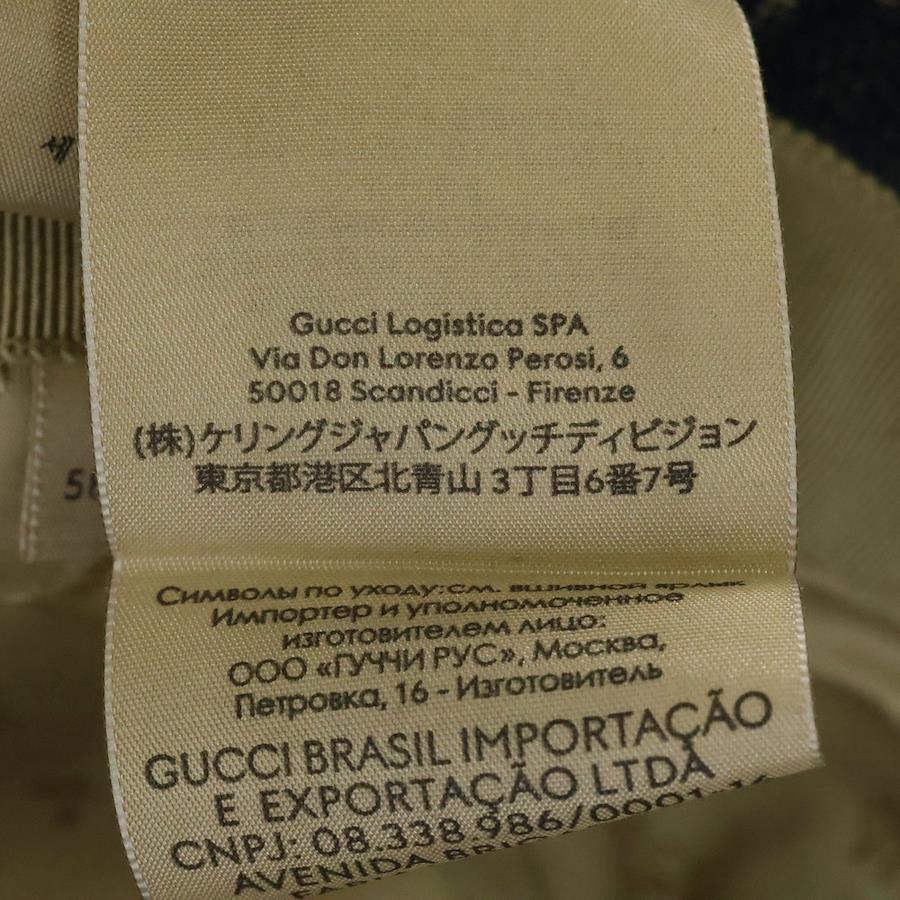 Gucci Logistica SPA
Via Don Lorenzo Perosi, 6
50018 Scandicci - Firenze
(株)ケリングジャパングッチディビジョン
東京都港区北青山 3丁目6番7号
Символы по уходу:см. вшивной ярлык
Импортер и уполномоченное
изготовителем лицо:
ООО «ГУЧЧИ РУС», Москва,
Петровка, 16 - Изготовитель
GUCCI BRASIL IMPORTAÇÃO
E EXPORTAÇÃO LTDA
CNPJ: 08.338.986/0001-
AVENIDA